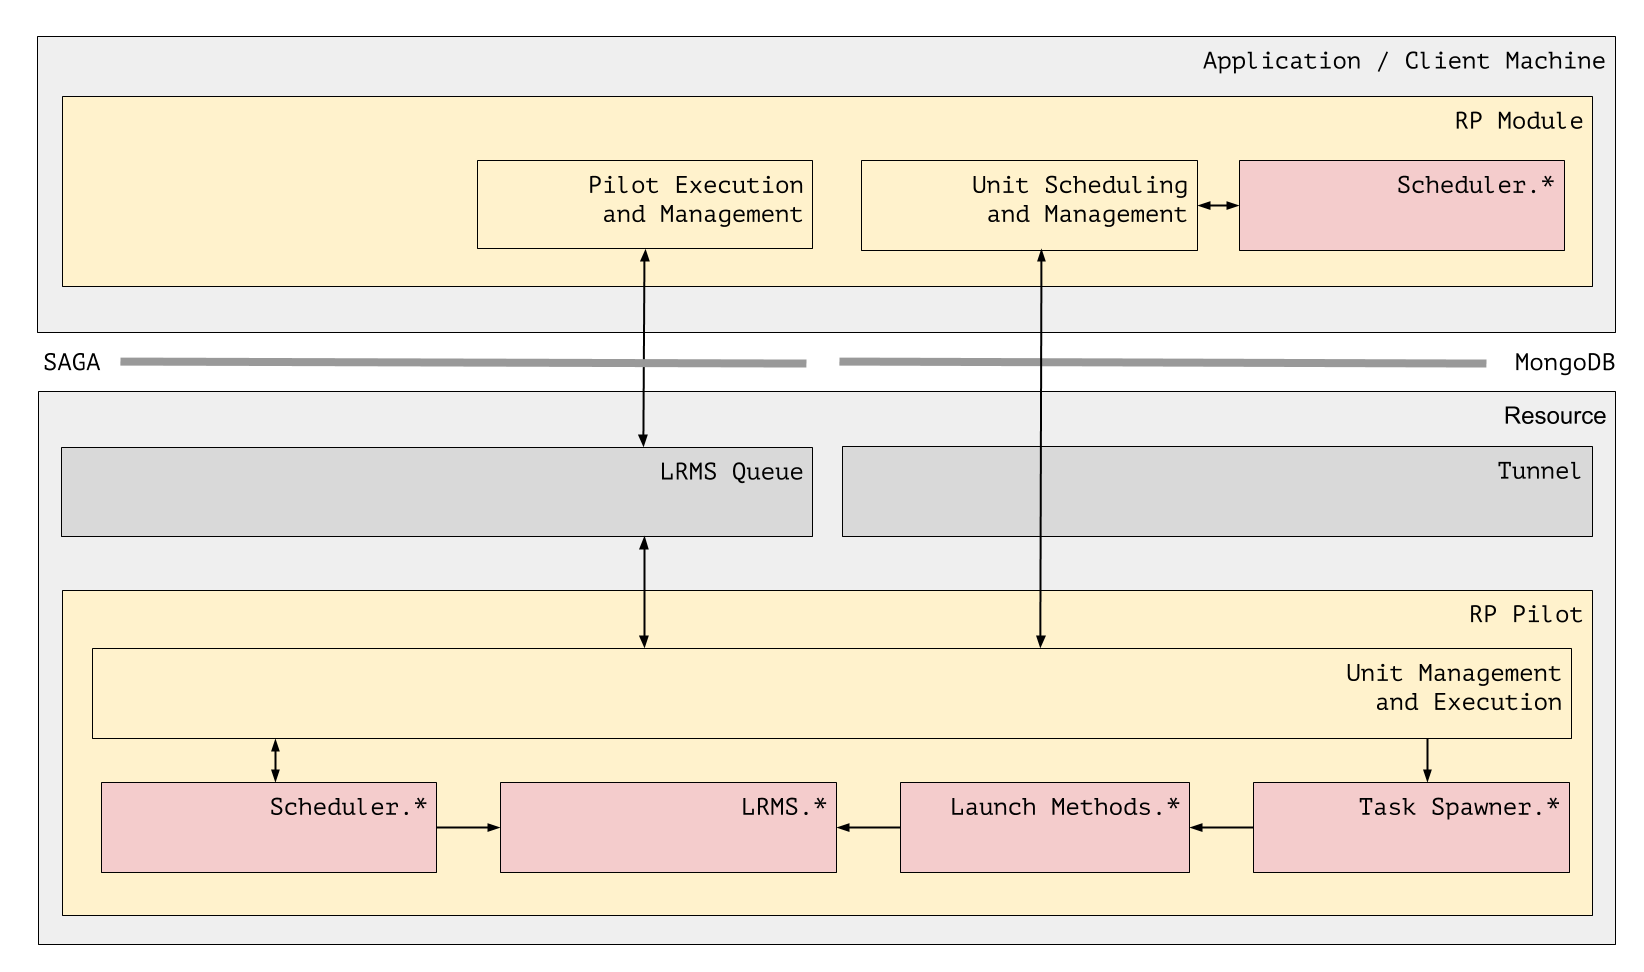 Application / Client Machine
RP Module
Pilot Execution
and Management
Unit Scheduling
and Management
Scheduler.*
SAGA
MongoDB
Resource
LRMS Queue
Tunnel
RP Pilot
Unit Management
and Execution
Scheduler.*
LRMS.*
Launch Methods.*
Task Spawner.*